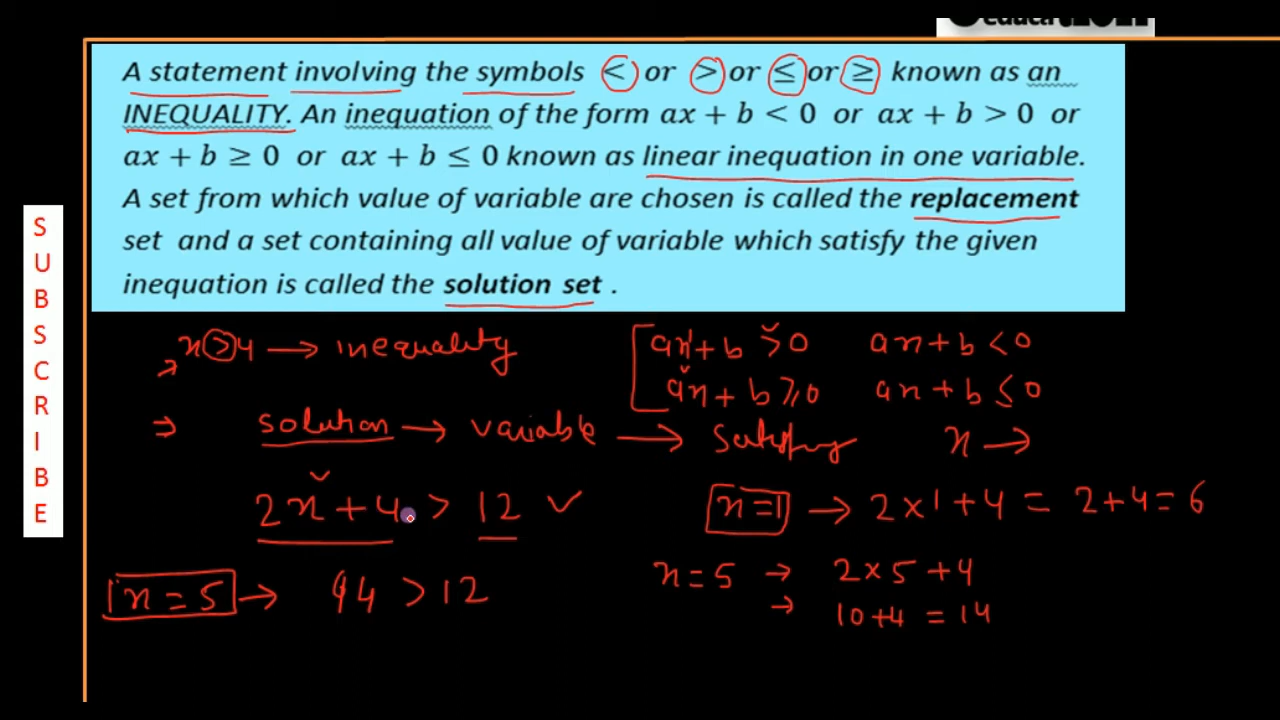 A statement involving the symbols < or > or ≤ or ≥ known as an
INEQUALITY. An inequation of the form ax + b < 0 or ax + b > 0 or
ax + b ≥ 0 or ax + b ≤ 0 known as linear inequation in one variable.
A set from which value of variable are chosen is called the replacement
set and a set containing all value of variable which satisfy the given
inequation is called the solution set .
SUBSCRIBE
x > 4 → inequality
ax + b > 0 ax + b < 0
ax + b ≥ 0 ax + b ≤ 0
⇒ solution → variable → Satisfying x →
2x + 4 > 12 ✓
x = 1 → 2 × 1 + 4 = 2 + 4 = 6
x = 5 → 14 > 12
x = 5 → 2 × 5 + 4
→ 10 + 4 = 14